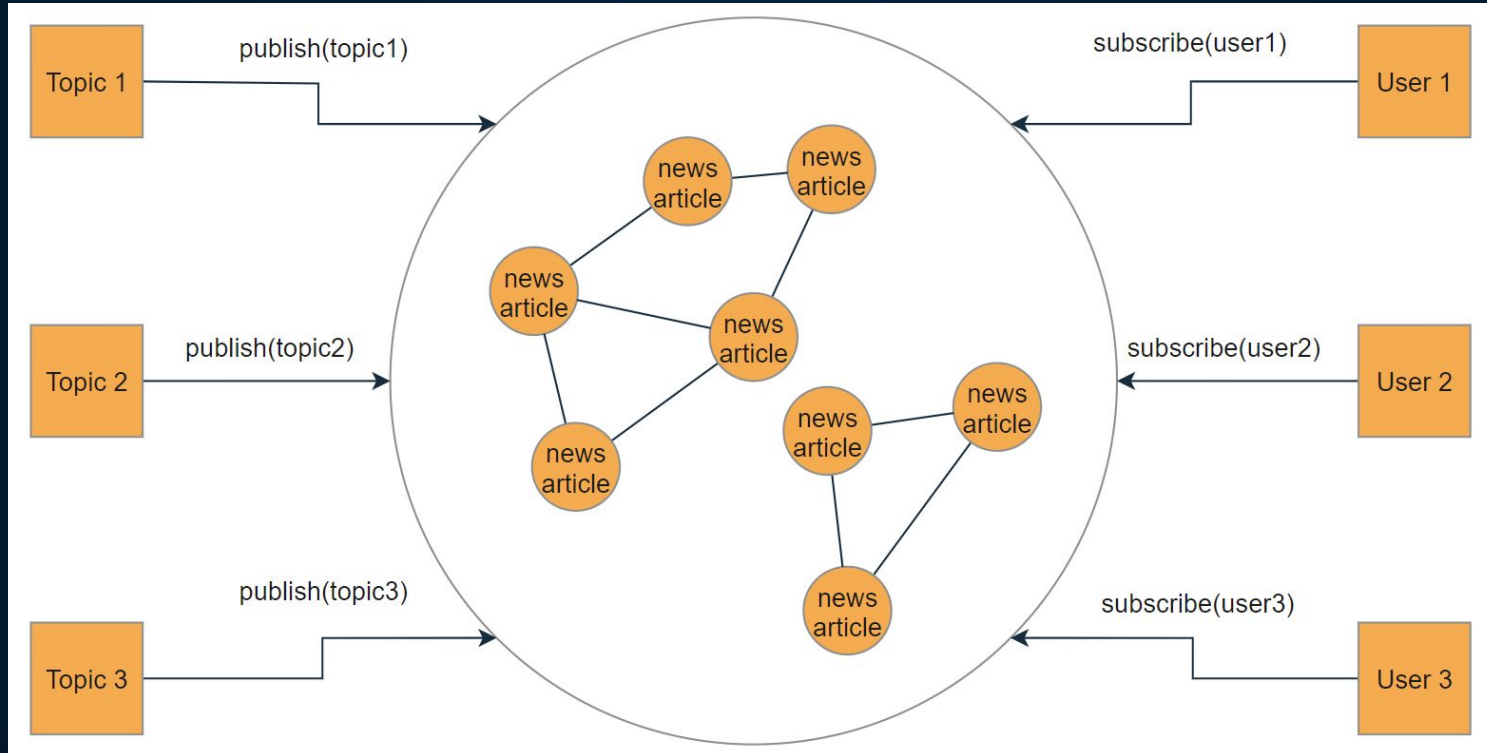 Topic 1
publish(topic1)
subscribe(user1)
User 1
news
article
news
article
news
article
news
article
Topic 2
publish(topic2)
subscribe(user2)
User 2
news
article
news
article
news
article
news
article
Topic 3
publish(topic3)
subscribe(user3)
User 3